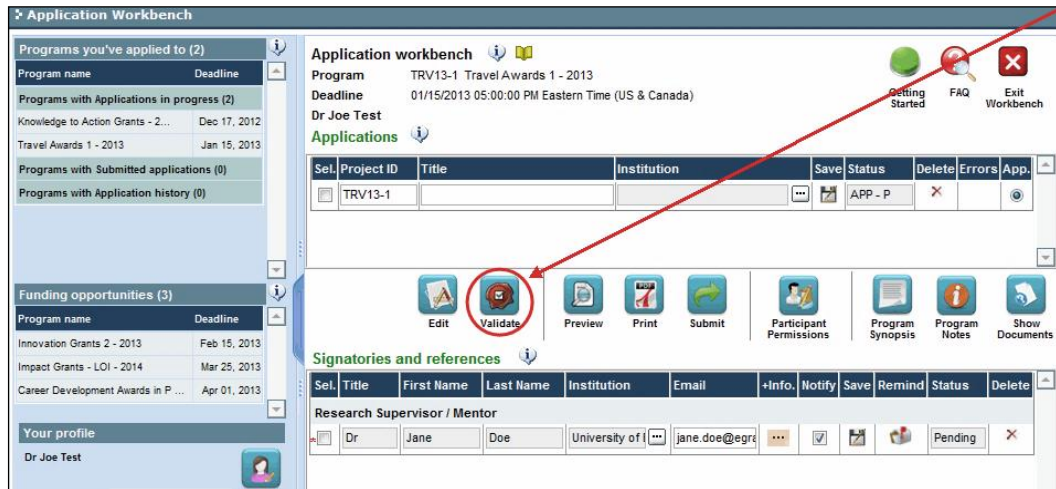 Application Workbench
Programs you've applied to (2)
Program name Deadline
Programs with Applications in progress (2)
Knowledge to Action Grants - 2... Dec 17, 2012
Travel Awards 1 - 2013 Jan 15, 2013
Programs with Submitted applications (0)
Programs with Application history (0)
Funding opportunities (3)
Program name Deadline
Innovation Grants 2 - 2013 Feb 15, 2013
Impact Grants - LOI - 2014 Mar 25, 2013
Career Development Awards in P ... Apr 01, 2013
Your profile
Dr Joe Test
Application workbench
Program TRV13-1 Travel Awards 1 - 2013
Deadline 01/15/2013 05:00:00 PM Eastern Time (US & Canada)
Dr Joe Test
Getting Started
FAQ
Exit Workbench
Applications
Sel. Project ID Title Institution Save Status Delete Errors App.
TRV13-1 ... APP - P
Edit Validate Preview Print Submit Participant Permissions Program Synopsis Program Notes Show Documents
Signatories and references
Sel. Title First Name Last Name Institution Email +Info. Notify Save Remind Status Delete
Research Supervisor / Mentor
Dr Jane Doe University of ... jane.doe@egra ... Pending